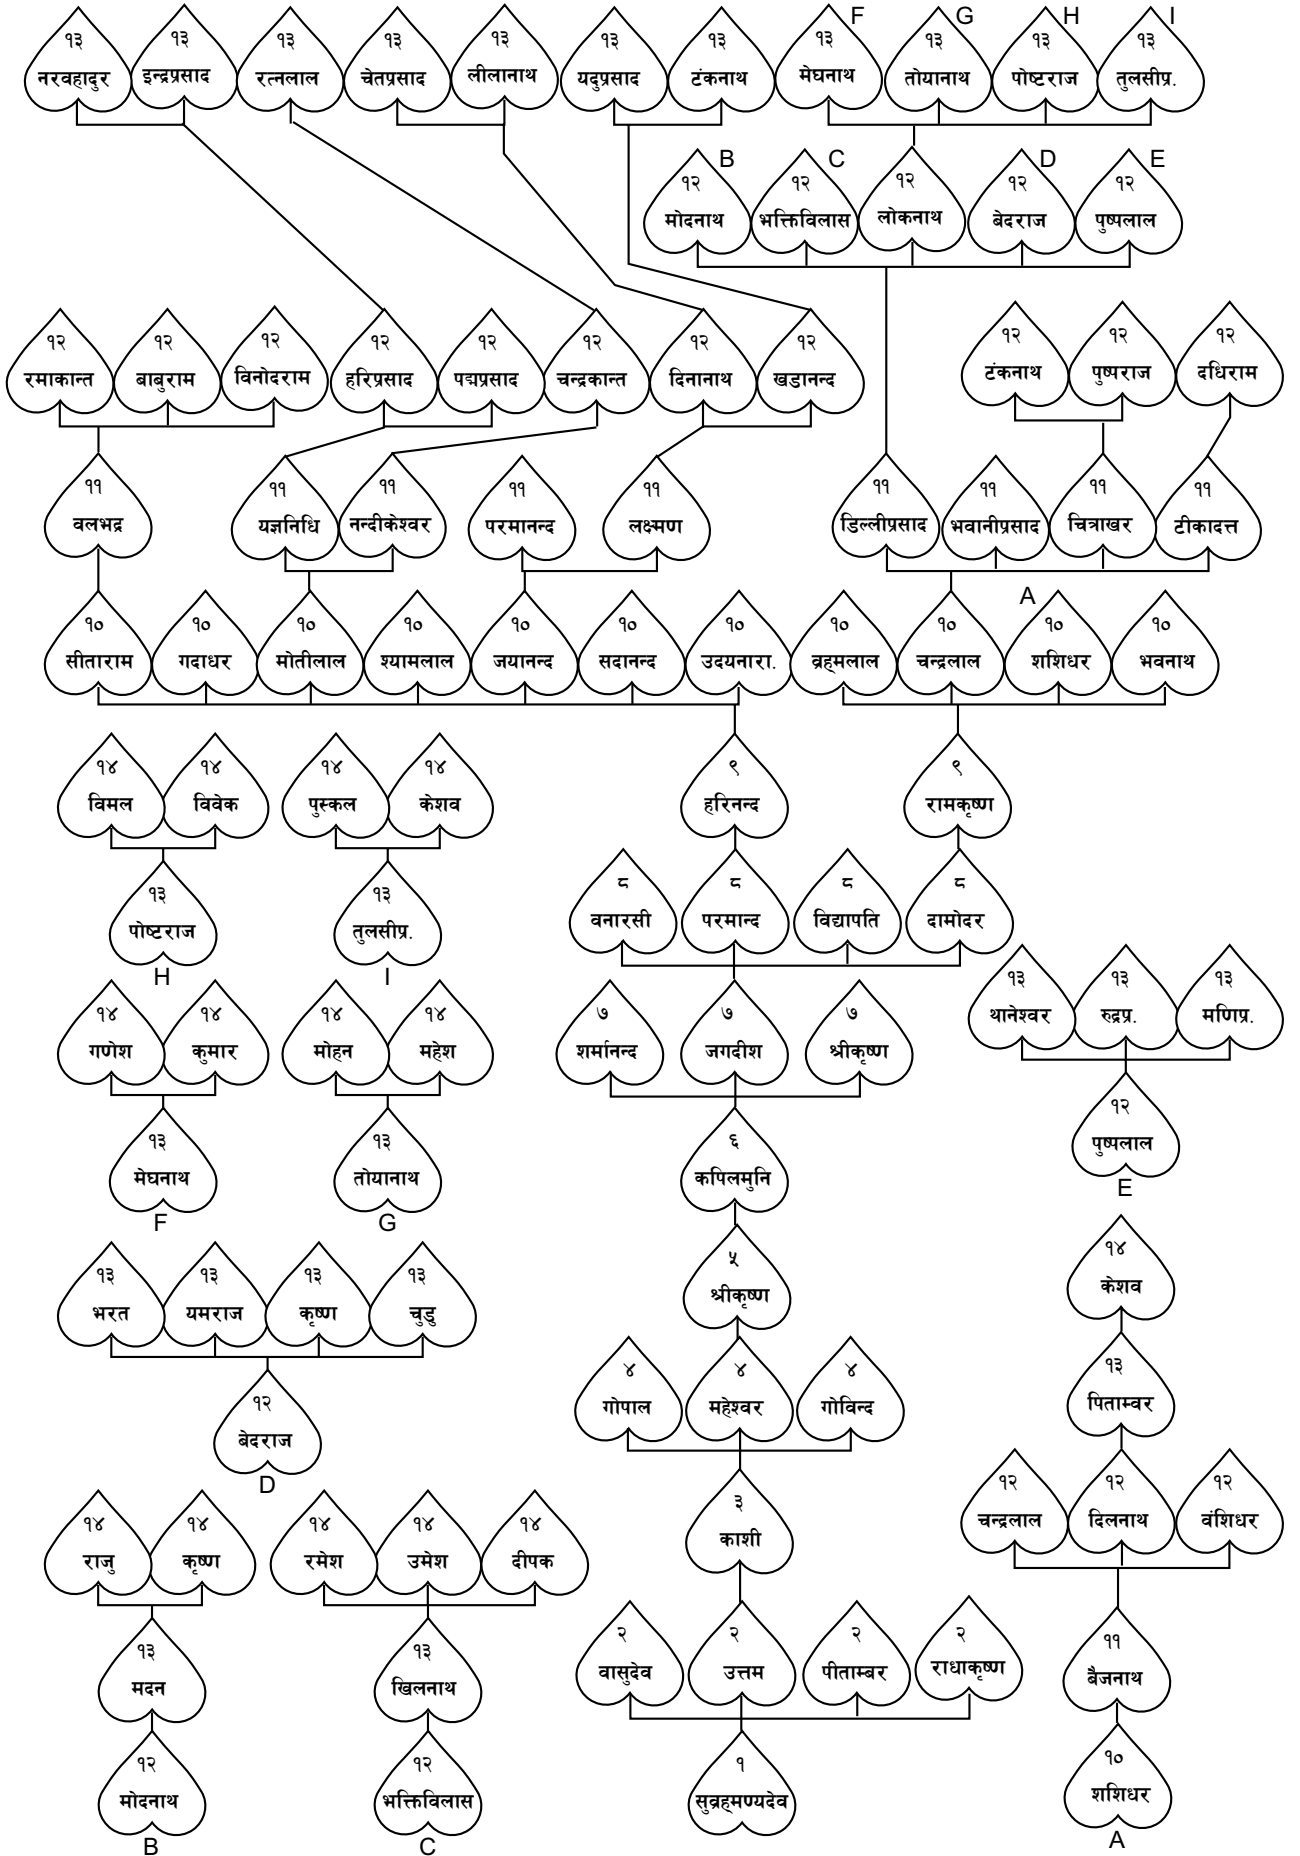 F G H I
१३ १३ १३ १३ १३ १३ १३ १३ १३ १३ १३
नरवहादुर इन्द्रप्रसाद रत्नलाल चेतप्रसाद लीलानाथ यदुप्रसाद टंकनाथ मेघनाथ तोयानाथ पोष्टराज तुलसीप्र.
B C D E
१२ १२ १२ १२ १२
मोदनाथ भक्तिविलास लोकनाथ बेदराज पुष्पलाल
१२ १२ १२ १२ १२ १२ १२ १२ १२ १२ १२
रमाकान्त बाबुराम विनोदराम हरिप्रसाद पद्मप्रसाद चन्द्रकान्त दिनानाथ खडानन्द टंकनाथ पुष्पराज दधिराम
११ ११ ११ ११ ११ ११ ११ ११ ११
वलभद्र यज्ञनिधि नन्दीकेश्वर परमानन्द लक्ष्मण डिल्लीप्रसाद भवानीप्रसाद चित्राखर टीकादत्त
A
१० १० १० १० १० १० १० १० १० १० १०
सीताराम गदाधर मोतीलाल श्यामलाल जयानन्द सदानन्द उदयनारा. ब्रह्मलाल चन्द्रलाल शशिधर भवनाथ
१४ १४ १४ १४ ९ ९
विमल विवेक पुस्कल केशव हरिनन्द रामकृष्ण
१३ १३ ८ ८ ८ ८
पोष्टराज तुलसीप्र. वनारसी परमान्द विद्यापति दामोदर
H I
१४ १४ १४ १४ ७ ७ ७ १३ १३ १३
गणेश कुमार मोहन महेश शर्मानन्द जगदीश श्रीकृष्ण थानेश्वर रुद्रप्र. मणिप्र.
१३ १३ ६ १२
मेघनाथ तोयानाथ कपिलमुनि पुष्पलाल
F G E
१३ १३ १३ १३ ५ १४
भरत यमराज कृष्ण चुडु श्रीकृष्ण केशव
१२ ४ ४ ४ १३
बेदराज गोपाल महेश्वर गोविन्द पिताम्वर
D
१४ १४ १४ १४ १४ ३ १२ १२ १२
राजु कृष्ण रमेश उमेश दीपक काशी चन्द्रलाल दिलनाथ वंशिधर
१३ १३ २ २ २ २ ११
मदन खिलनाथ वासुदेव उत्तम पीताम्बर राधाकृष्ण बैजनाथ
१२ १२ १ १०
मोदनाथ भक्तिविलास सुब्रह्मण्यदेव शशिधर
B C A